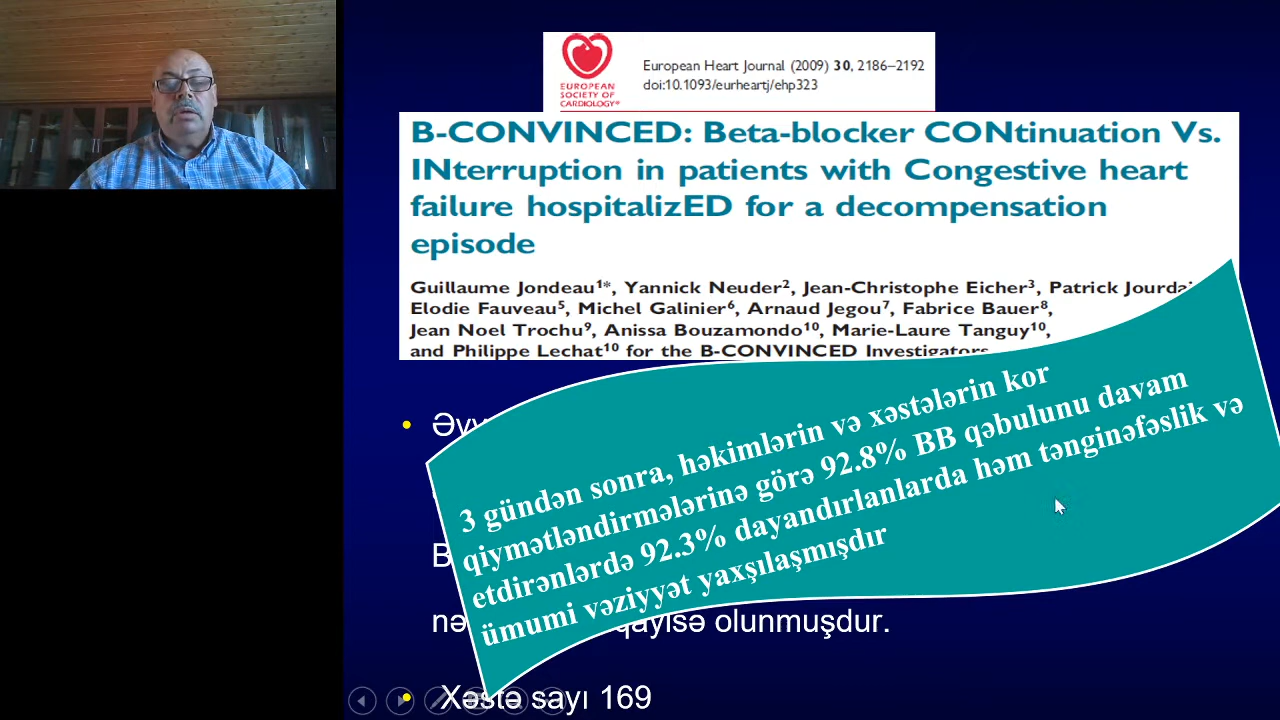 EUROPEAN
SOCIETY OF
CARDIOLOGY®
European Heart Journal (2009) 30, 2186–2192
doi:10.1093/eurheartj/ehp323
B-CONVINCED: Beta-blocker CONtinuation Vs.
INterruption in patients with Congestive heart
failure hospitalizED for a decompensation
episode
Guillaume Jondeau¹*, Yannick Neuder², Jean-Christophe Eicher³, Patrick
Elodie Fauveau⁵, Michel Galinier⁶, Arnaud Jegou⁷, Fabrice Bauer⁸,
Jean Noel Trochu⁹, Anissa Bouzamondo¹⁰, Marie-Laure Tanguy¹⁰,
and Philippe Lechat¹⁰ for the B-CONVINCED Investigators
3 gündən sonra, həkimlərin və xəstələrin kor
qiymətləndirmələrinə görə 92.8% BB qəbulunu davam
etdirənlərdə 92.3% dayandırlanlarda həm tənginəfəslik və
ümumi vəziyyət yaxşılaşmışdır
olunmuşdur.
• Xəstə sayı 169